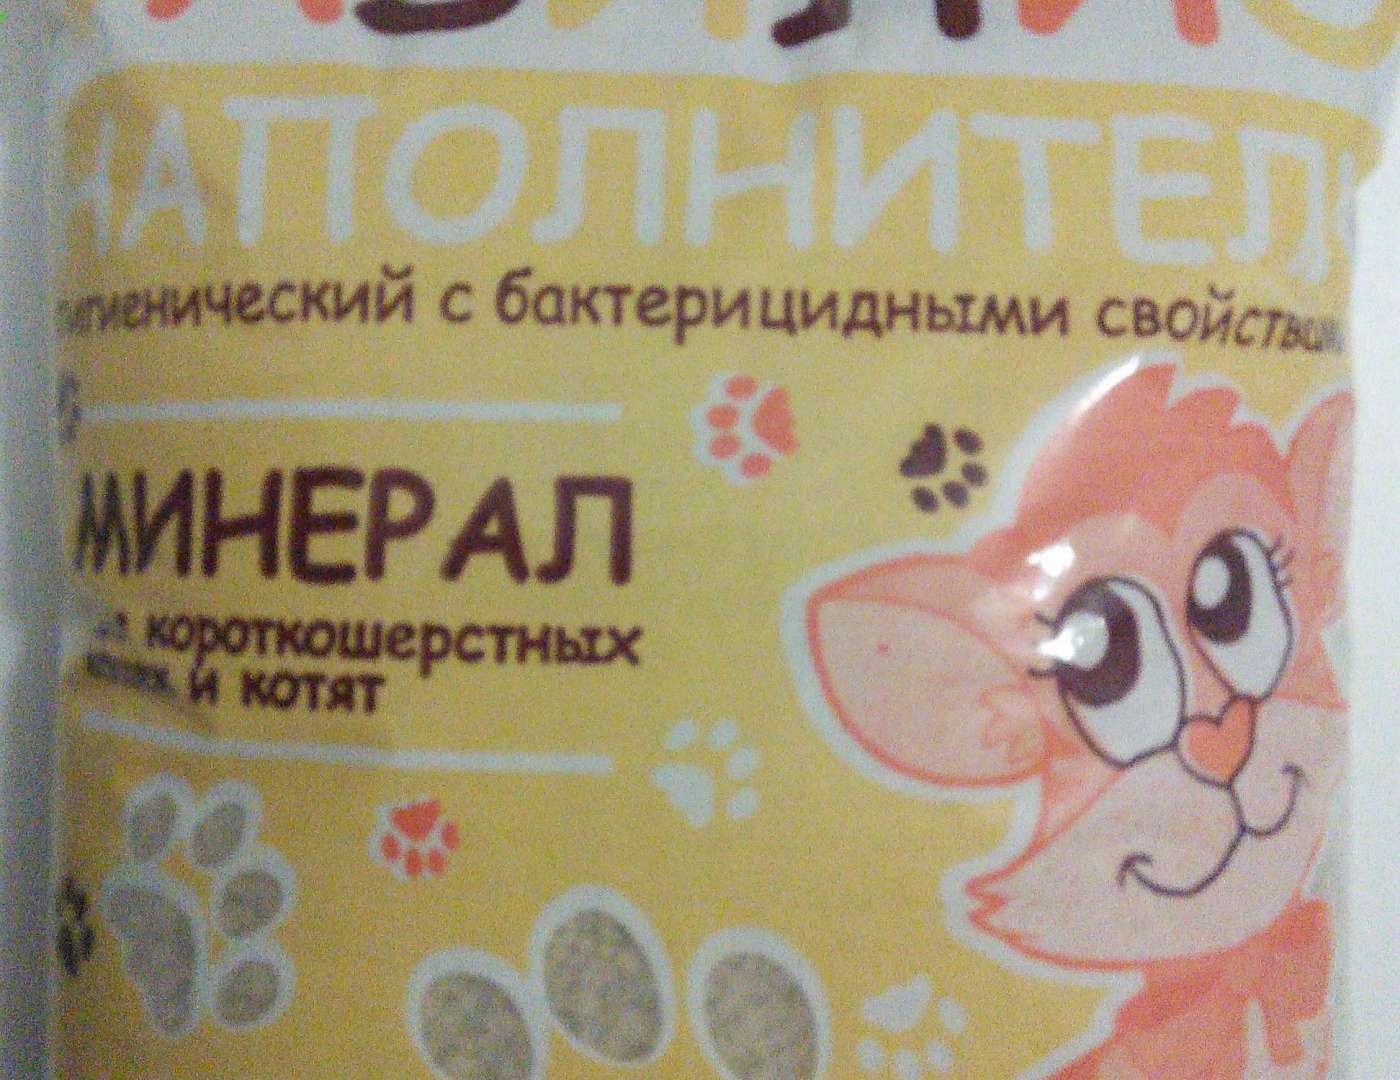 НАПОЛНИТЕЛЬ
гигиенический с бактерицидными свойствами
МИНЕРАЛ
короткошерстных
и котят